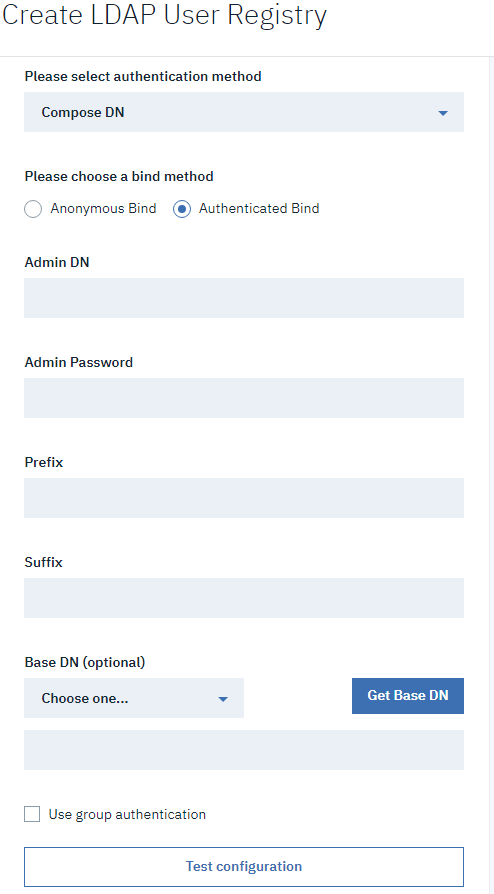 Create LDAP User Registry
Please select authentication method
Compose DN
Please choose a bind method
Anonymous Bind Authenticated Bind
Admin DN
Admin Password
Prefix
Suffix
Base DN (optional)
Choose one... Get Base DN
Use group authentication
Test configuration